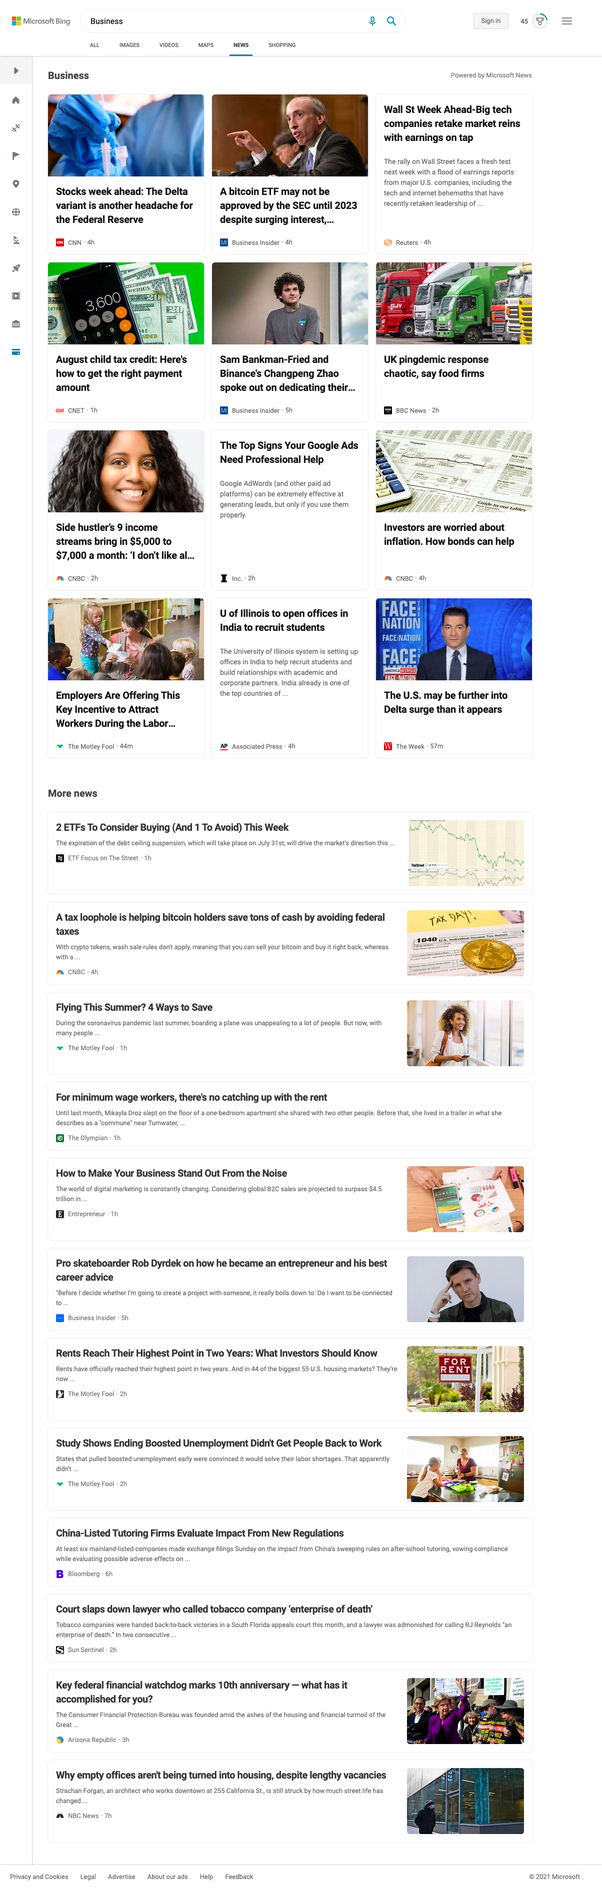 Microsoft Bing
Business
Sign in
45
ALL IMAGES VIDEOS MAPS NEWS SHOPPING
Business
Powered by Microsoft News
Stocks week ahead: The Delta
variant is another headache for
the Federal Reserve
CNN · 4h
A bitcoin ETF may not be
approved by the SEC until 2023
despite surging interest,...
Business Insider · 4h
Wall St Week Ahead-Big tech
companies retake market reins
with earnings on tap
The rally on Wall Street faces a fresh test
next week with a flood of earnings reports
from major U.S. companies, including the
tech and internet behemoths that have
recently retaken leadership of ...
Reuters · 4h
3,600
August child tax credit: Here's
how to get the right payment
amount
CNET · 1h
Sam Bankman-Fried and
Binance's Changpeng Zhao
spoke out on dedicating their...
Business Insider · 5h
UK pingdemic response
chaotic, say food firms
BBC News · 2h
Side hustler's 9 income
streams bring in $5,000 to
$7,000 a month: 'I don't like al...
CNBC · 2h
The Top Signs Your Google Ads
Need Professional Help
Google AdWords (and other paid ad
platforms) can be extremely effective at
generating leads, but only if you use them
properly.
Inc. · 2h
Investors are worried about
inflation. How bonds can help
CNBC · 4h
Employers Are Offering This
Key Incentive to Attract
Workers During the Labor...
The Motley Fool · 44m
U of Illinois to open offices in
India to recruit students
The University of Illinois system is setting up
offices in India to help recruit students and
build relationships with academic and
corporate partners. India already is one of
the top countries of ...
Associated Press · 4h
FACE
NATION
FACE NATION
The U.S. may be further into
Delta surge than it appears
The Week · 57m
More news
2 ETFs To Consider Buying (And 1 To Avoid) This Week
The expiration of the debt ceiling suspension, which will take place on July 31st, will drive the market's direction this ...
ETF Focus on The Street · 1h
A tax loophole is helping bitcoin holders save tons of cash by avoiding federal
taxes
With crypto tokens, wash sale rules don't apply, meaning that you can sell your bitcoin and buy it right back, whereas
with a ...
CNBC · 4h
TAX DAY!
1040
Flying This Summer? 4 Ways to Save
During the coronavirus pandemic last summer, boarding a plane was unappealing to a lot of people. But now, with
many people ...
The Motley Fool · 1h
For minimum wage workers, there's no catching up with the rent
Until last month, Mikayla Droz slept on the floor of a one-bedroom apartment she shared with two other people. Before that, she lived in a trailer in what she
describes as a "commune" near Tumwater, ...
The Olympian · 1h
How to Make Your Business Stand Out From the Noise
The world of digital marketing is constantly changing. Considering global B2C sales are projected to surpass $4.5
trillion in ...
Entrepreneur · 1h
Pro skateboarder Rob Dyrdek on how he became an entrepreneur and his best
career advice
"Before I decide whether I'm going to create a project with someone, it really boils down to: Do I want to be connected
to ...
Business Insider · 5h
Rents Reach Their Highest Point in Two Years: What Investors Should Know
Rents have officially reached their highest point in two years. And in 44 of the biggest 55 U.S. housing markets? They're
now ...
The Motley Fool · 2h
FOR
RENT
Study Shows Ending Boosted Unemployment Didn't Get People Back to Work
States that pulled boosted unemployment early were convinced it would solve their labor shortages. That apparently
didn't ...
The Motley Fool · 2h
China-Listed Tutoring Firms Evaluate Impact From New Regulations
At least six mainland-listed companies made exchange filings Sunday on the impact from China's sweeping rules on after-school tutoring, vowing compliance
while evaluating possible adverse effects on ...
Bloomberg · 6h
Court slaps down lawyer who called tobacco company 'enterprise of death'
Tobacco companies were handed back-to-back victories in a South Florida appeals court this month, and a lawyer was admonished for calling RJ Reynolds "an
enterprise of death." In two consecutive ...
Sun Sentinel · 2h
Key federal financial watchdog marks 10th anniversary — what has it
accomplished for you?
The Consumer Financial Protection Bureau was founded amid the ashes of the housing and financial turmoil of the
Great ...
Arizona Republic · 3h
Why empty offices aren't being turned into housing, despite lengthy vacancies
Strachan Forgan, an architect who works downtown at 255 California St., is still struck by how much street life has
changed ...
NBC News · 7h
Privacy and Cookies Legal Advertise About our ads Help Feedback
© 2021 Microsoft